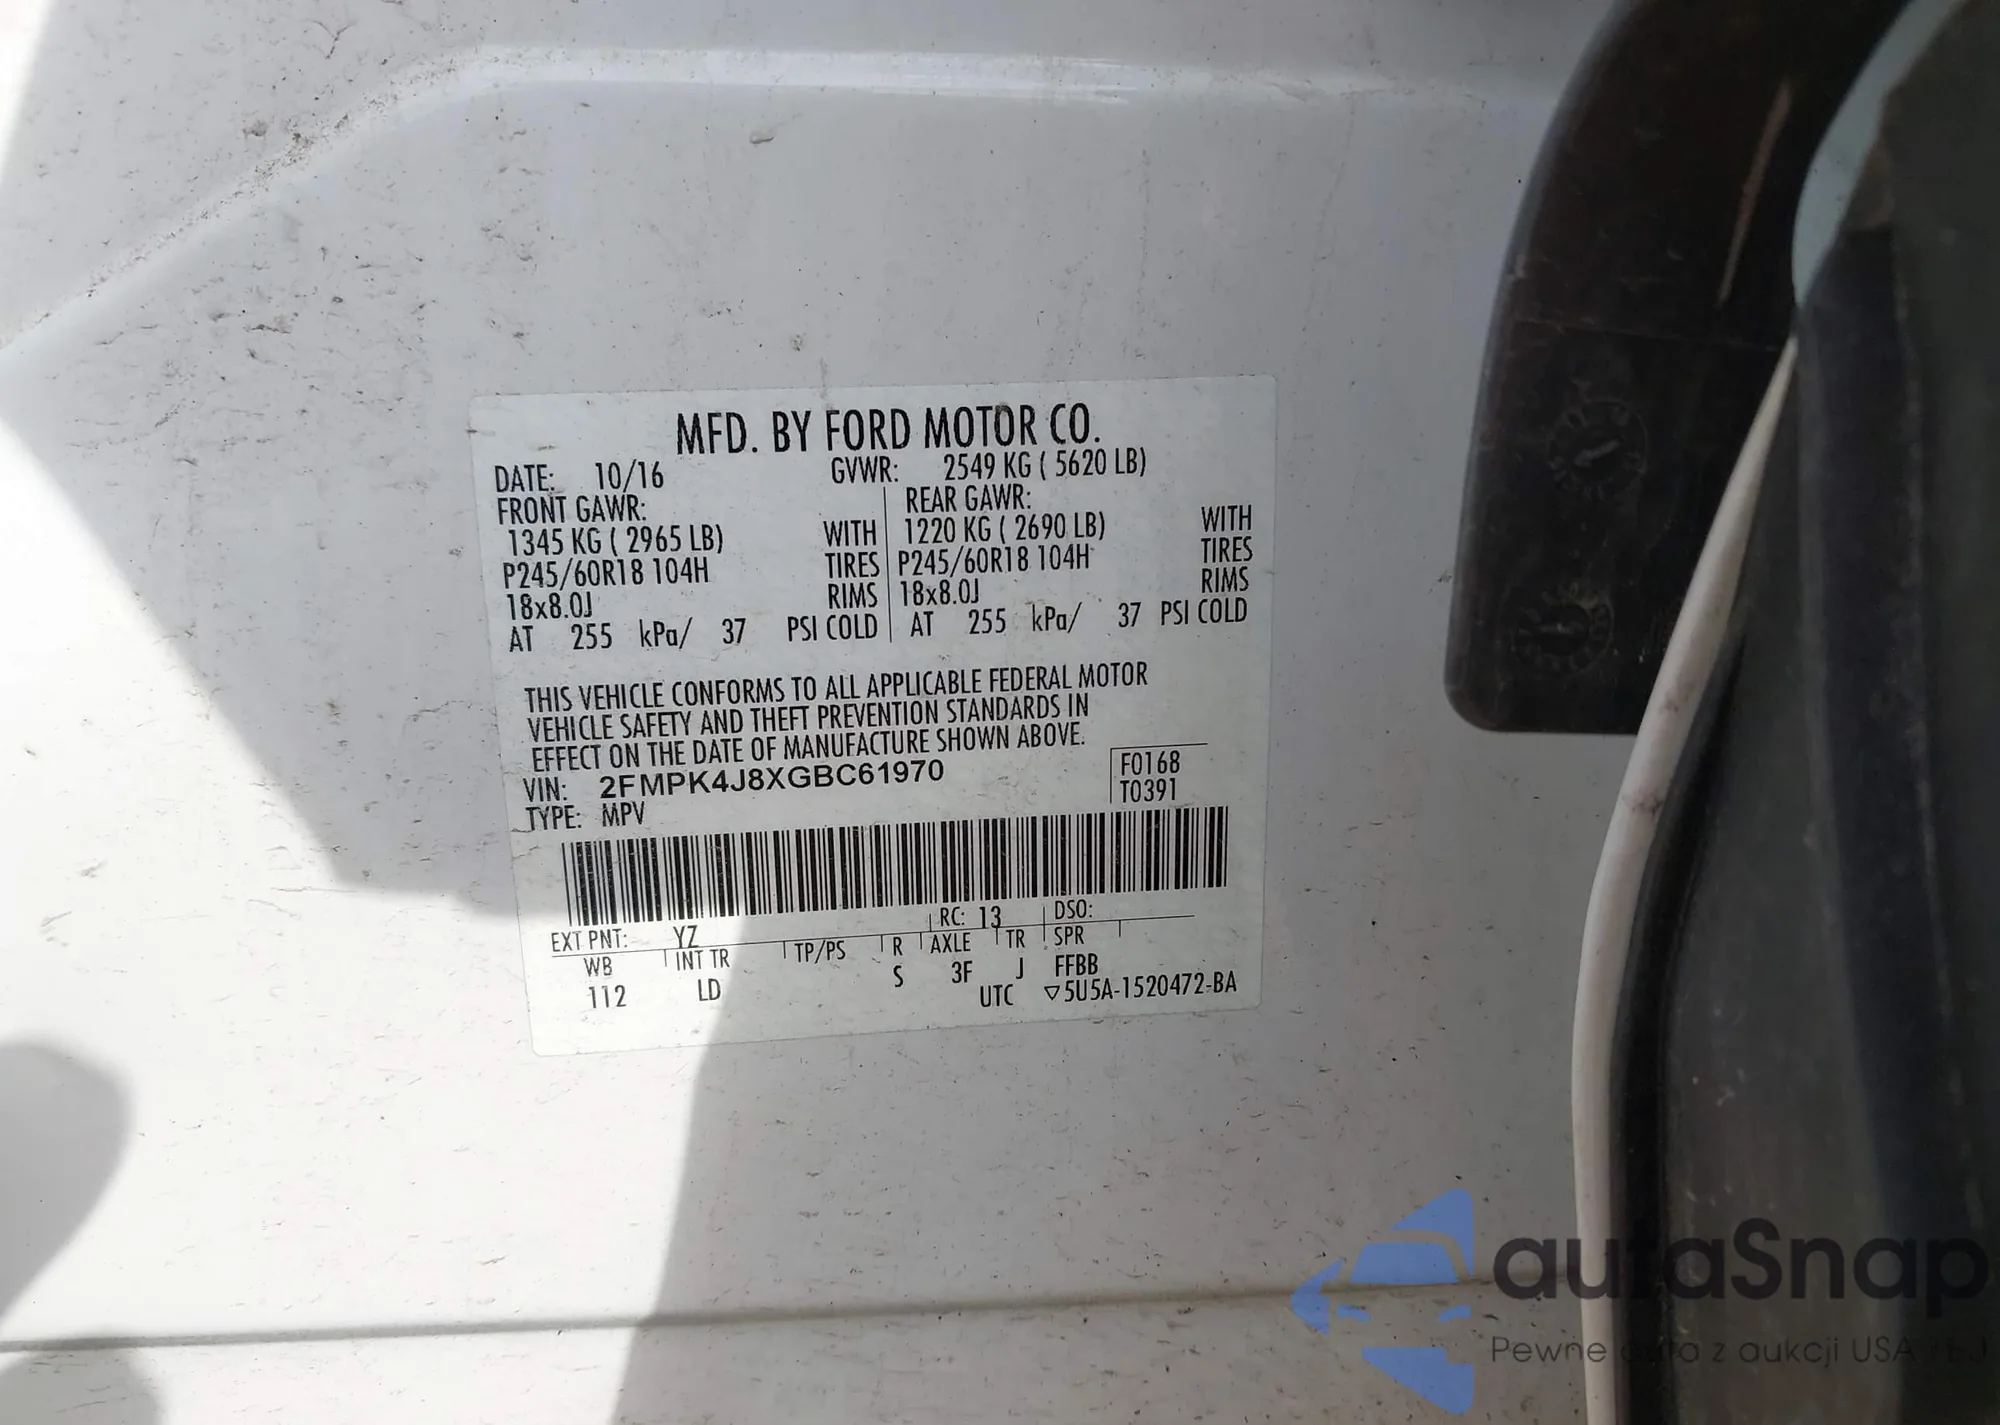 MFD. BY FORD MOTOR CO.
DATE: 10/16 GVWR: 2549 KG ( 5620 LB)
FRONT GAWR: REAR GAWR:
1345 KG ( 2965 LB) WITH 1220 KG ( 2690 LB) WITH
P245/60R18 104H TIRES P245/60R18 104H TIRES
18x8.0J RIMS 18x8.0J RIMS
AT 255 kPa/ 37 PSI COLD AT 255 kPa/ 37 PSI COLD
THIS VEHICLE CONFORMS TO ALL APPLICABLE FEDERAL MOTOR
VEHICLE SAFETY AND THEFT PREVENTION STANDARDS IN
EFFECT ON THE DATE OF MANUFACTURE SHOWN ABOVE.
VIN: 2FMPK4J8XGBC61970 F0168
TYPE: MPV T0391
RC: 13 DSO:
EXT PNT: YZ
WB INT TR TP/PS R AXLE TR SPR
112 LD S 3F J FFBB
UTC ▽5U5A-1520472-BA
autaSnap
Pewne auta z aukcji USA